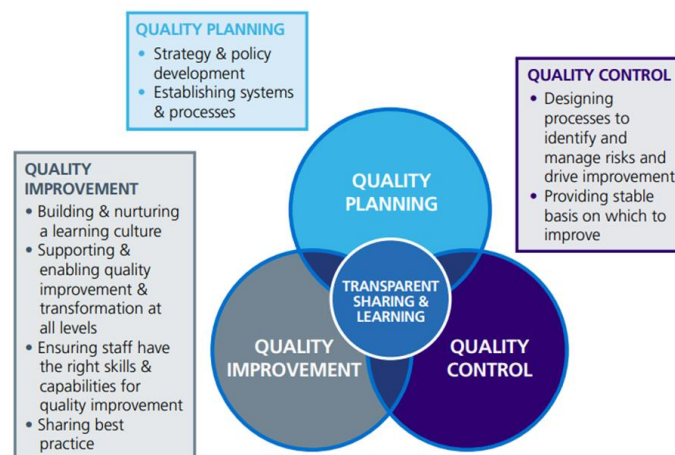 QUALITY PLANNING
• Strategy & policy
development
• Establishing systems
& processes
QUALITY CONTROL
• Designing
processes to
identify and
manage risks and
drive improvement
• Providing stable
basis on which to
improve
QUALITY
IMPROVEMENT
• Building & nurturing
a learning culture
• Supporting &
enabling quality
improvement &
transformation at
all levels
• Ensuring staff have
the right skills &
capabilities for
quality improvement
• Sharing best
practice
QUALITY
PLANNING
TRANSPARENT
SHARING &
LEARNING
QUALITY
IMPROVEMENT
QUALITY
CONTROL